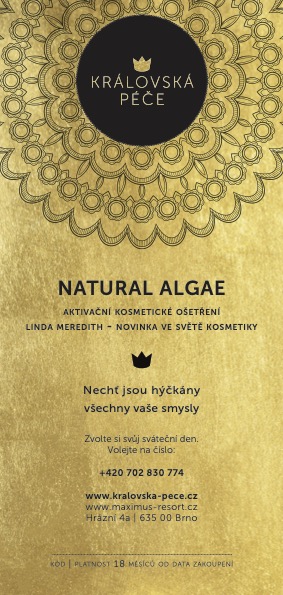 KRÁLOVSKÁ
PÉČE
NATURAL ALGAE
AKTIVAČNÍ KOSMETICKÉ OŠETŘENÍ
LINDA MEREDITH - NOVINKA VE SVĚTĚ KOSMETIKY
Nechť jsou hýčkány
všechny vaše smysly
Zvolte si svůj sváteční den.
Volejte na číslo:
+420 702 830 774
www.kralovska-pece.cz
www.maximus-resort.cz
Hrázní 4a | 635 00 Brno
KÓD | PLATNOST 18 MĚSÍCŮ OD DATA ZAKOUPENÍ